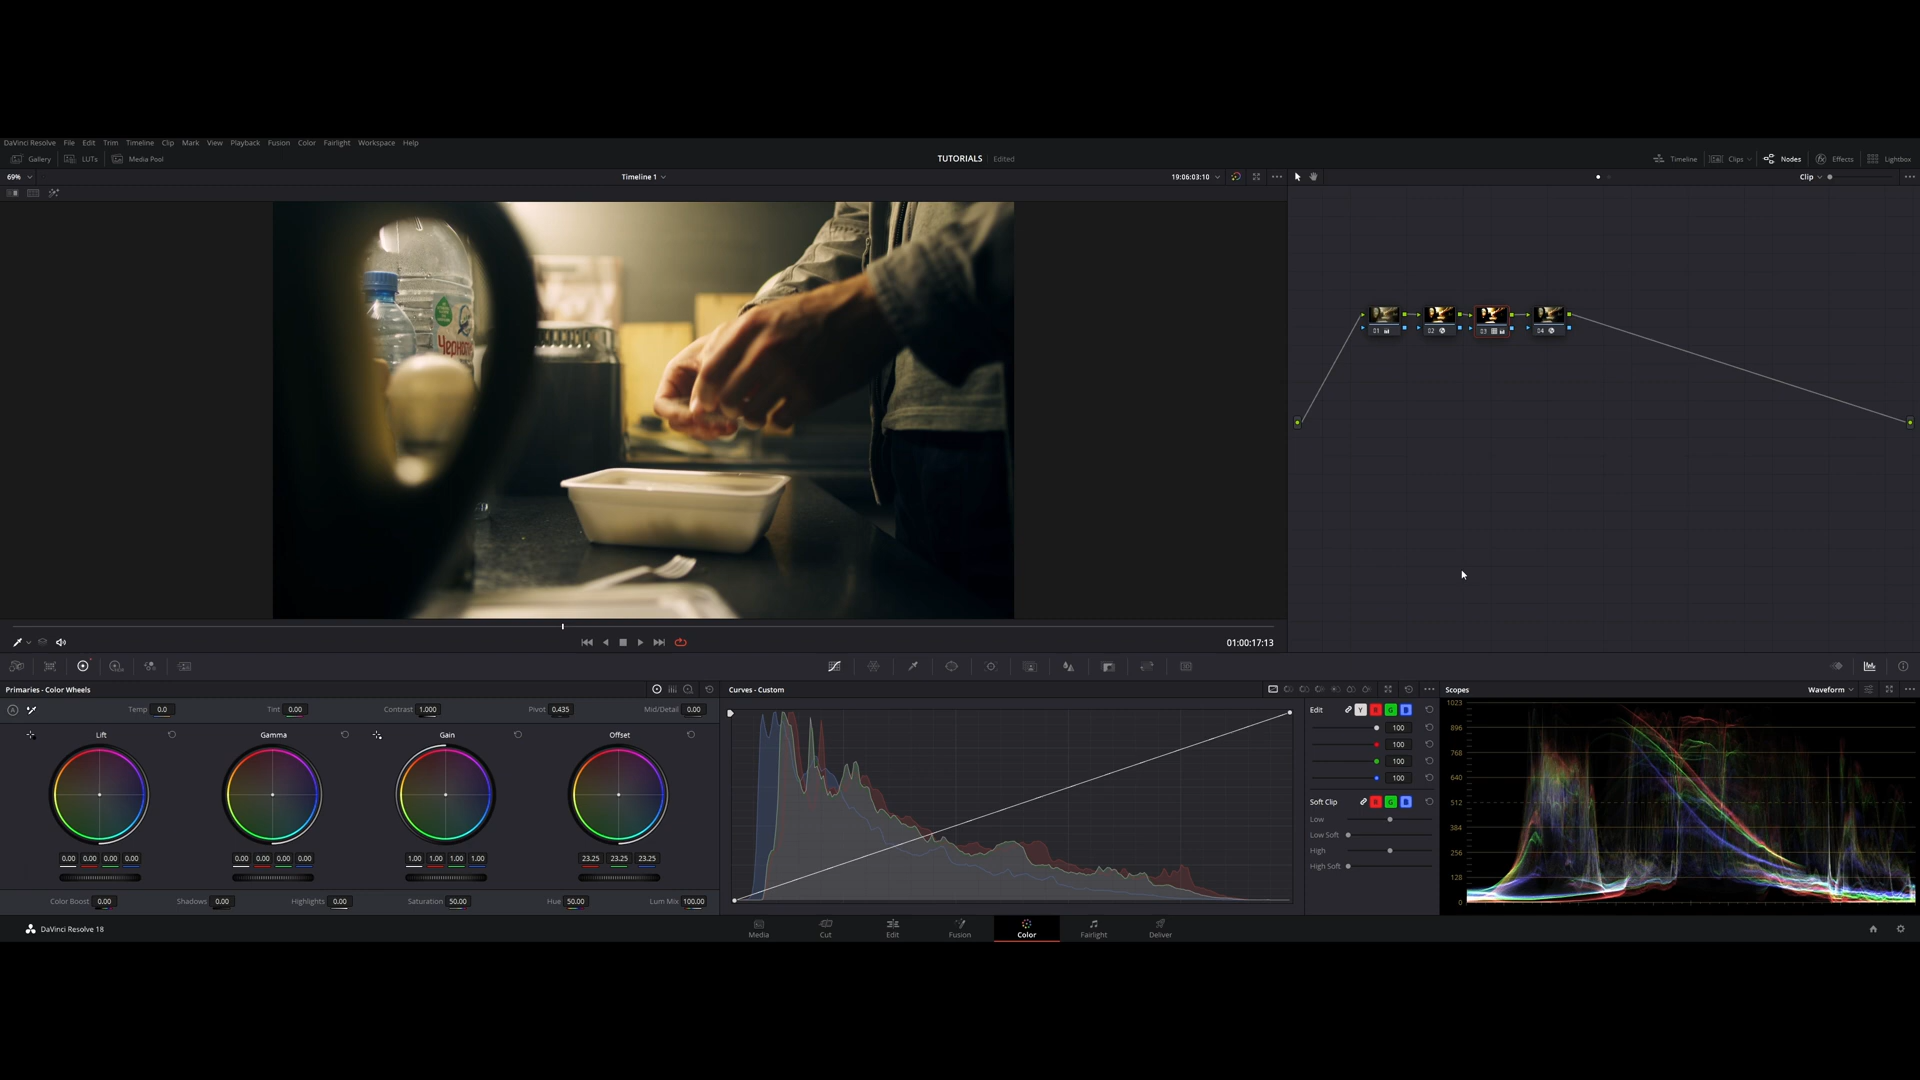 DaVinci Resolve File Edit Trim Timeline Clip Mark View Playback Fusion Color Fairlight Workspace Help
Gallery LUTs Media Pool TUTORIALS Edited Timeline Clips Nodes Effects Lightbox
69% Timeline 1 19:06:03:10 Clip
01 02 03 04
01:00:17:13
Primaries - Color Wheels
Temp 0.0 Tint 0.00 Contrast 1.000 Pivot 0.435 Mid/Detail 0.00
Lift Gamma Gain Offset
0.00 0.00 0.00 0.00 0.00 0.00 0.00 0.00 1.00 1.00 1.00 1.00 23.25 23.25 23.25
Color Boost 0.00 Shadows 0.00 Highlights 0.00 Saturation 50.00 Hue 50.00 Lum Mix 100.00
Curves - Custom
Edit Y R G B
100
100
100
100
Soft Clip R G B
Low
Low Soft
High
High Soft
Scopes Waveform
1023
896
768
640
512
384
256
128
0
DaVinci Resolve 18
Media Cut Edit Fusion Color Fairlight Deliver